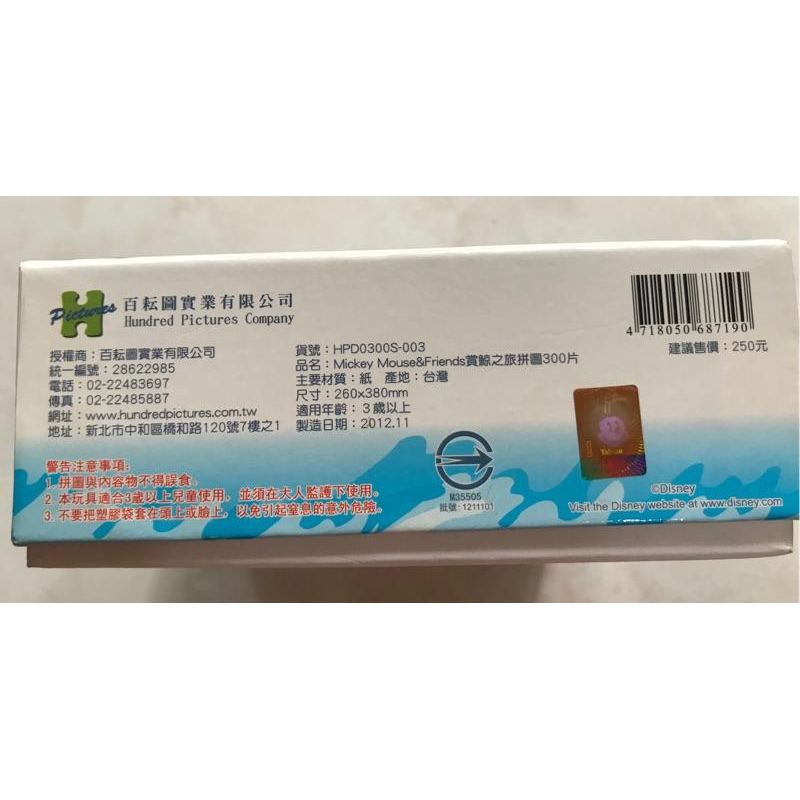 H
Pictures
百耘圖實業有限公司
Hundred Pictures Company
授權商：百耘圖實業有限公司
統一編號：28622985
電話：02-22483697
傳真：02-22485887
網址：www.hundredpictures.com.tw
地址：新北市中和區橋和路120號7樓之1
貨號：HPD0300S-003
品名：Mickey Mouse&Friends賞鯨之旅拼圖300片
主要材質：紙 產地：台灣
尺寸：260x380mm
適用年齡：3歲以上
製造日期：2012.11
4 718050 687190
建議售價：250元
警告注意事項：
1. 拼圖與內容物不得誤食。
2. 本玩具適合3歲以上兒童使用，並須在大人監護下使用。
3. 不要把塑膠袋套在頭上或臉上，以免引起窒息的意外危險。
M35505
批號：1211101
Taiwan
©Disney
Visit the Disney website at www.disney.com